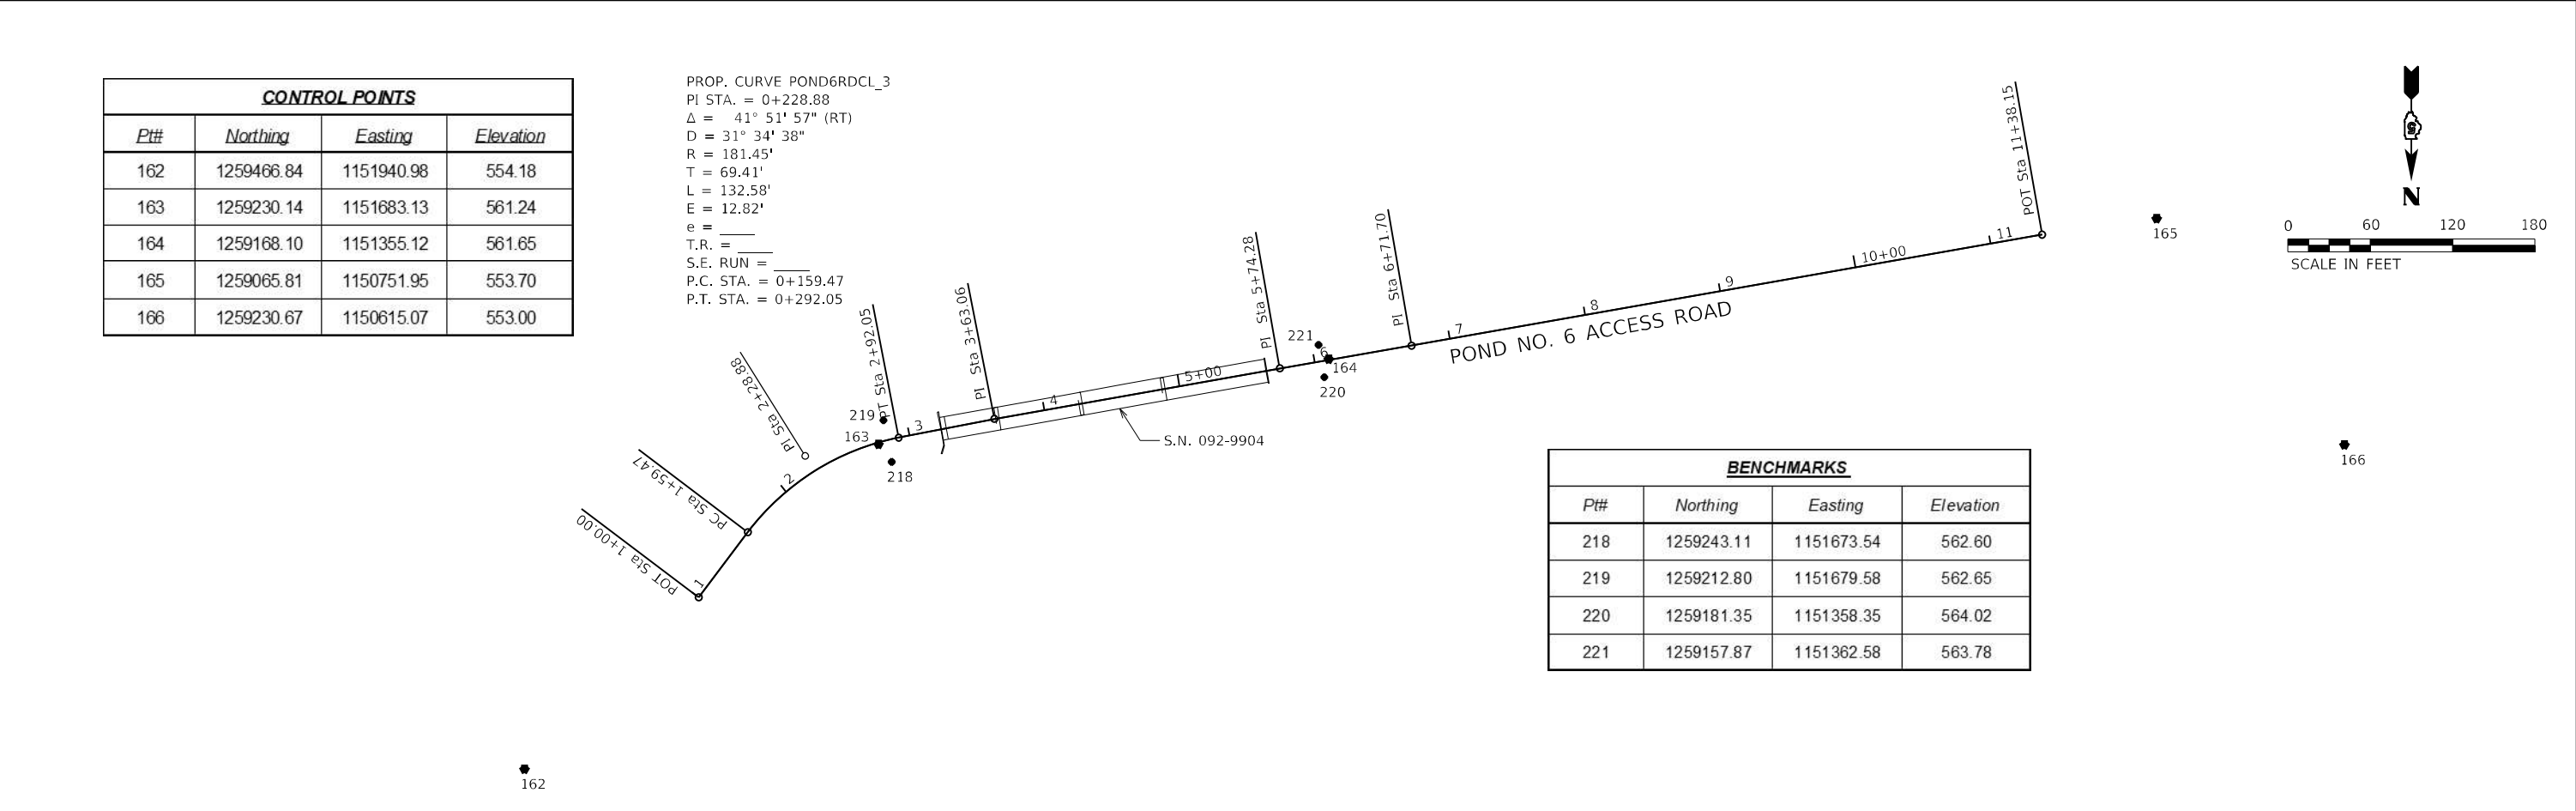 CONTROL POINTS
Pt# Northing Easting Elevation
162 1259466.84 1151940.98 554.18
163 1259230.14 1151683.13 561.24
164 1259168.10 1151355.12 561.65
165 1259065.81 1150751.95 553.70
166 1259230.67 1150615.07 553.00
PROP. CURVE POND6RDCL_3
PI STA. = 0+228.88
Δ = 41° 51' 57" (RT)
D = 31° 34' 38"
R = 181.45'
T = 69.41'
L = 132.58'
E = 12.82'
e = ____
T.R. = ____
S.E. RUN = ____
P.C. STA. = 0+159.47
P.T. STA. = 0+292.05
POT Sta 1+00.00
PC Sta 1+59.47
PI Sta 2+28.88
PT Sta 2+92.05
PI Sta 3+63.06
PI Sta 5+74.28
PI Sta 6+71.70
POT Sta 11+38.15
1
2
3
4
5+00
6
7
8
9
10+00
11
219
163
218
221
164
220
165
166
162
S.N. 092-9904
POND NO. 6 ACCESS ROAD
N
0 60 120 180
SCALE IN FEET
BENCHMARKS
Pt# Northing Easting Elevation
218 1259243.11 1151673.54 562.60
219 1259212.80 1151679.58 562.65
220 1259181.35 1151358.35 564.02
221 1259157.87 1151362.58 563.78